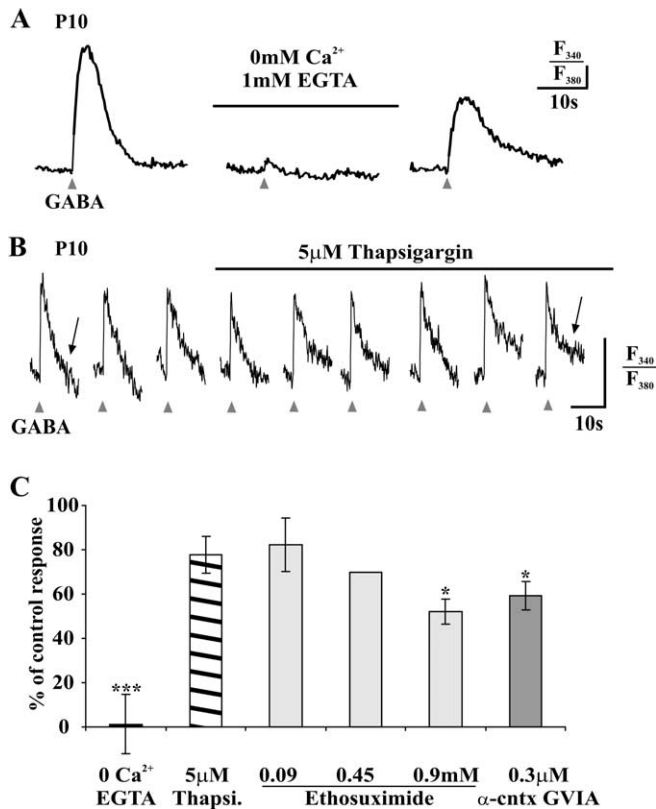 A
P10
0mM Ca²⁺
1mM EGTA
F₃₄₀
F₃₈₀
10s
GABA
B
P10
5µM Thapsigargin
F₃₄₀
F₃₈₀
10s
GABA
C
% of control response
100
80
60
40
20
0
***
*
*
0 Ca²⁺
EGTA
5µM
Thapsi.
0.09 0.45 0.9mM
Ethosuximide
0.3µM
α-cntx GVIA